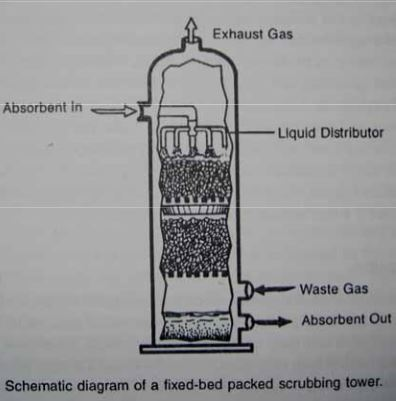 Exhaust Gas
Absorbent In
Liquid Distributor
Waste Gas
Absorbent Out
Schematic diagram of a fixed-bed packed scrubbing tower.